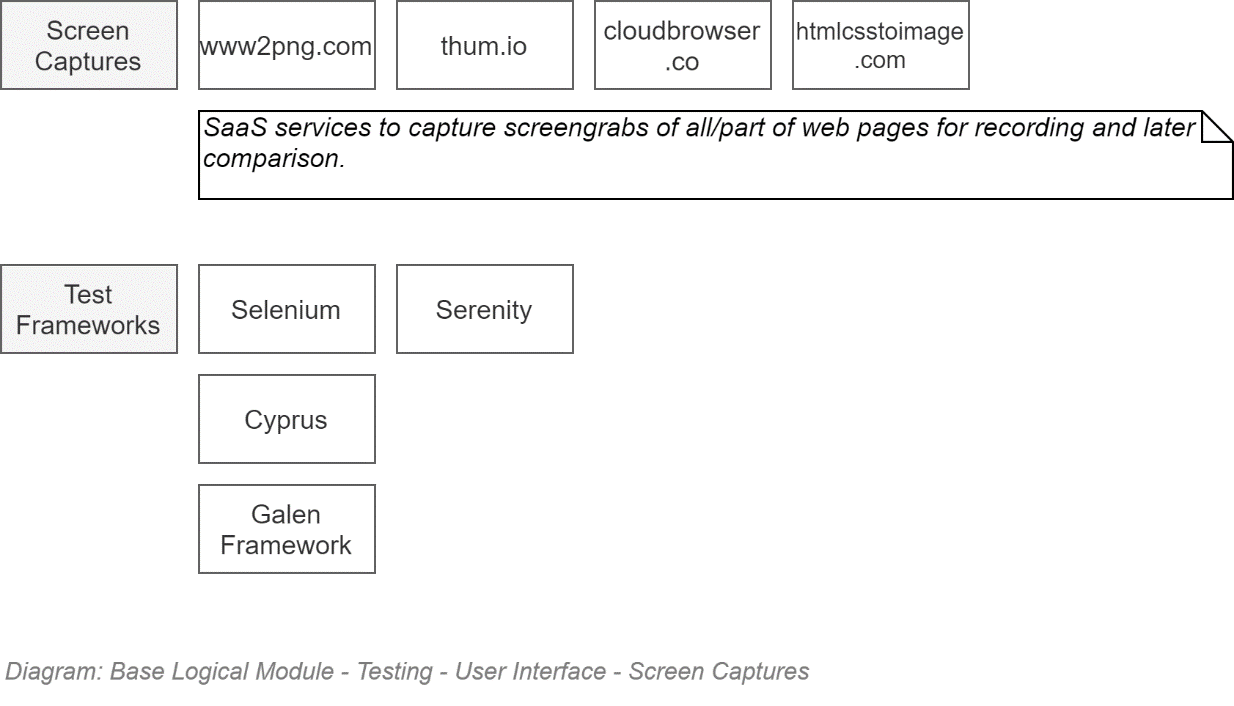 Screen
Captures
www2png.com
thum.io
cloudbrowser
.co
htmlcsstoimage
.com
SaaS services to capture screengrabs of all/part of web pages for recording and later
comparison.
Test
Frameworks
Selenium
Serenity
Cyprus
Galen
Framework
Diagram: Base Logical Module - Testing - User Interface - Screen Captures